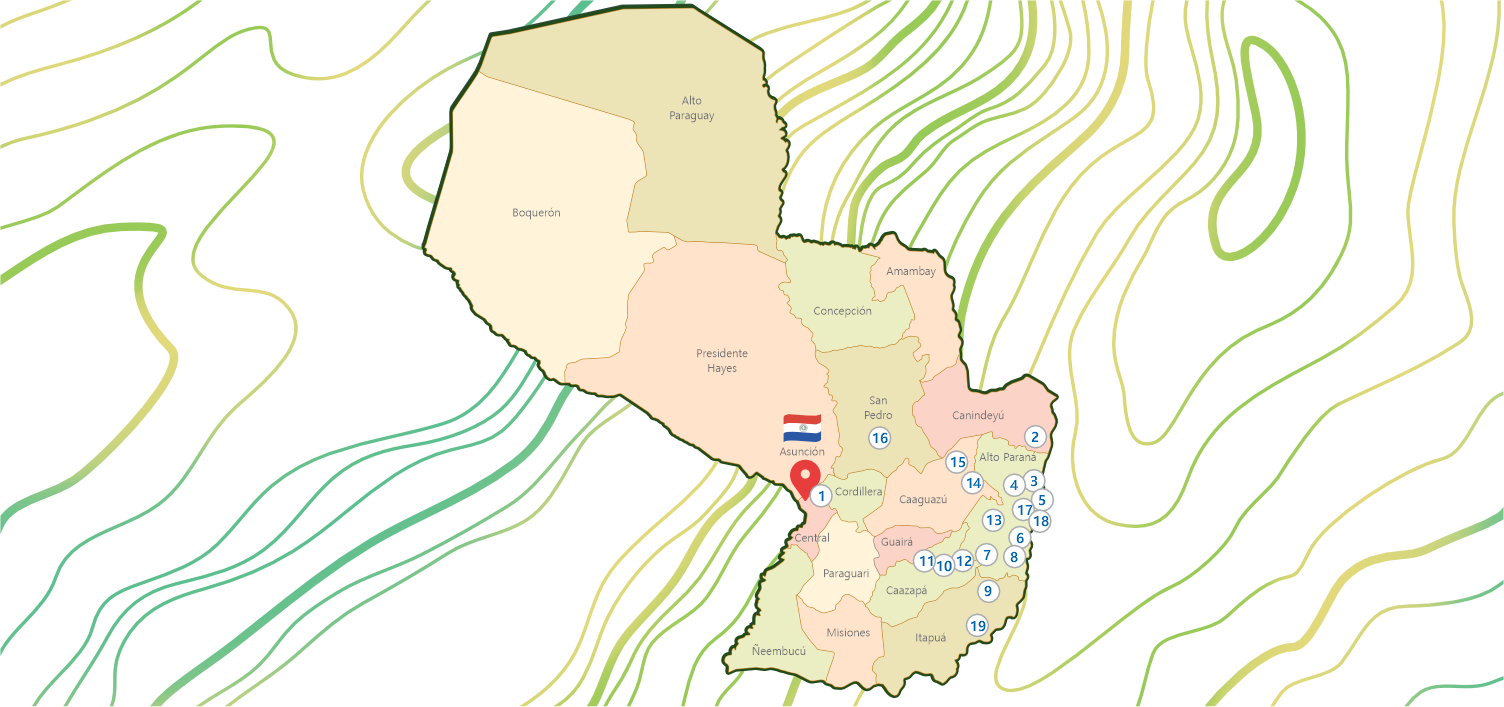 Alto
Paraguay
Boquerón
Amambay
Concepción
Presidente
Hayes
San
Pedro
16
Canindeyú
2
Asunción
Alto Paraná
15
14
4
3
5
1
Cordillera
Caaguazú
17
18
13
Central
Guairá
6
11
10
12
7
8
Paraguari
Caazapá
9
19
Misiones
Itapuá
Ñeembucú